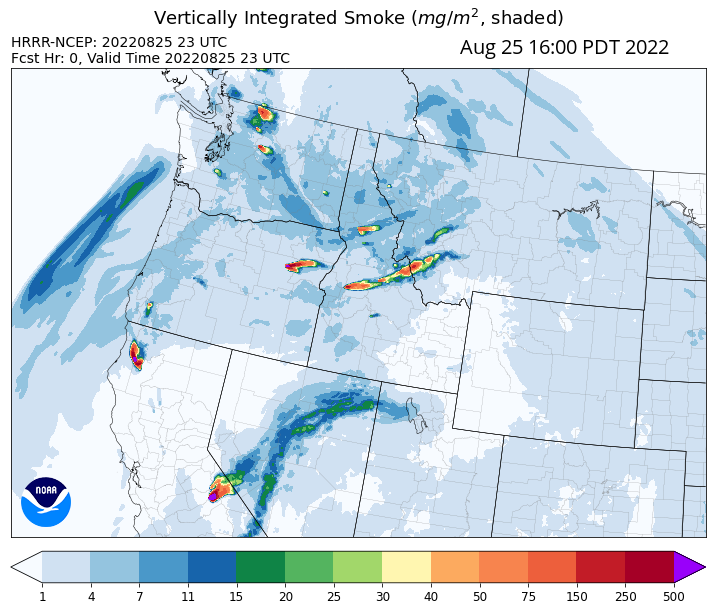 Vertically Integrated Smoke (mg/m², shaded)
HRRR-NCEP: 20220825 23 UTC
Fcst Hr: 0, Valid Time 20220825 23 UTC
Aug 25 16:00 PDT 2022
NOAA
1 4 7 11 15 20 25 30 40 50 75 150 250 500